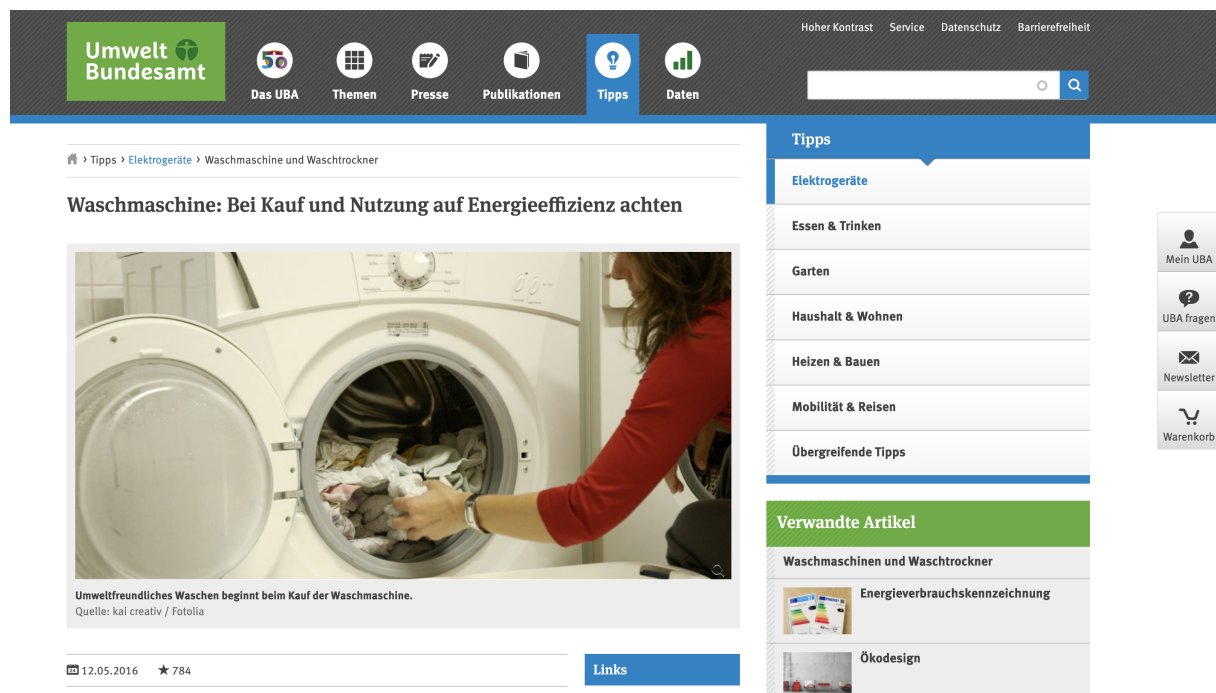 Hoher Kontrast Service Datenschutz Barrierefreiheit
Umwelt
Bundesamt
Das UBA Themen Presse Publikationen Tipps Daten
› Tipps › Elektrogeräte › Waschmaschine und Waschtrockner
Waschmaschine: Bei Kauf und Nutzung auf Energieeffizienz achten
Umweltfreundliches Waschen beginnt beim Kauf der Waschmaschine.
Quelle: kai creativ / Fotolia
12.05.2016 784
Links
Tipps
Elektrogeräte
Essen & Trinken
Garten
Haushalt & Wohnen
Heizen & Bauen
Mobilität & Reisen
Übergreifende Tipps
Verwandte Artikel
Waschmaschinen und Waschtrockner
Energieverbrauchskennzeichnung
Ökodesign
Mein UBA
UBA fragen
Newsletter
Warenkorb